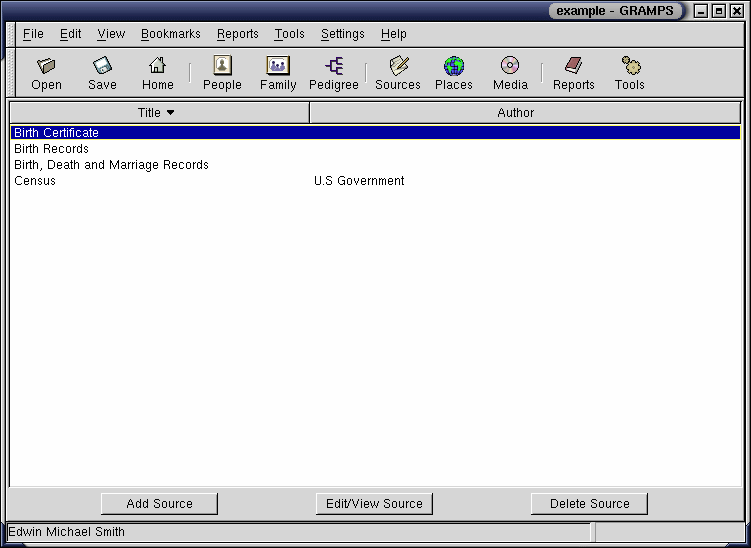 example - GRAMPS
File Edit View Bookmarks Reports Tools Settings Help
Open Save Home People Family Pedigree Sources Places Media Reports Tools
Title Author
Birth Certificate
Birth Records
Birth, Death and Marriage Records
Census U.S Government
Add Source Edit/View Source Delete Source
Edwin Michael Smith